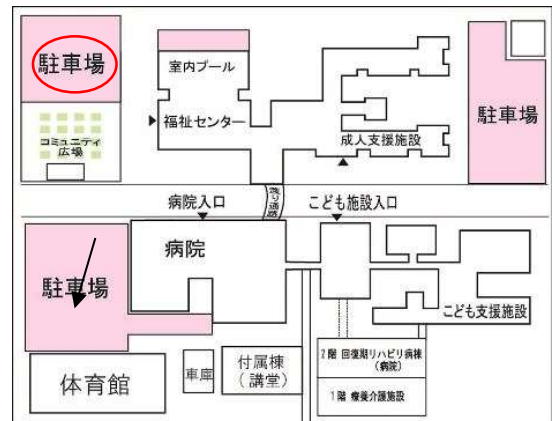 駐車場
室内プール
福祉センター
コミュニティ
広場
成人支援施設
駐車場
渡り通路
病院入口
こども施設入口
病院
駐車場
こども支援施設
体育館
車庫
付属棟
（講堂）
2階 回復期リハビリ病棟
（病院）
1階 療養介護施設